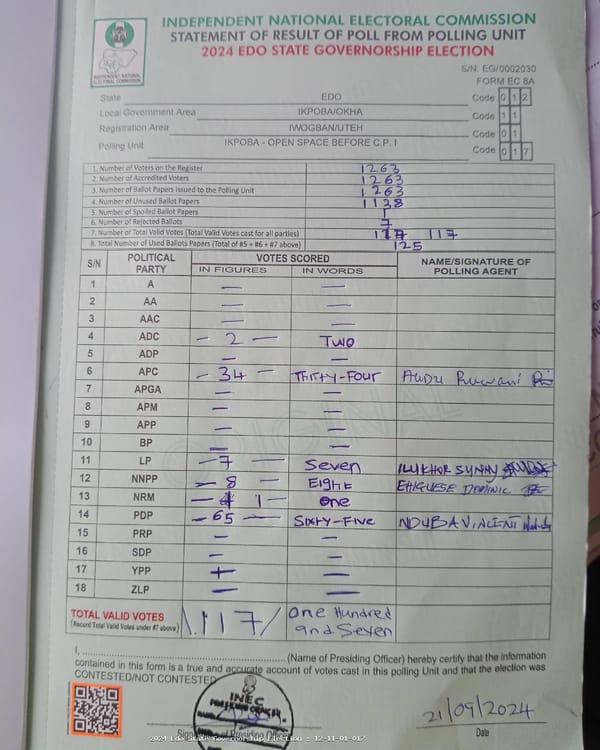 INDEPENDENT NATIONAL ELECTORAL COMMISSION
STATEMENT OF RESULT OF POLL FROM POLLING UNIT
2024 EDO STATE GOVERNORSHIP ELECTION
S/N. EG/0002030
FORM EC 8A
INEC
INDEPENDENT NATIONAL ELECTORAL COMMISSION
State EDO Code 0 1 2
Local Government Area IKPOBA/OKHA Code 1 1
Registration Area IWOGBAN/UTEH Code 0 1
Polling Unit IKPOBA - OPEN SPACE BEFORE C.P. I Code 0 1 7
1. Number of Voters on the Register 1263
2. Number of Accredited Voters 1263
3. Number of Ballot Papers Issued to the Polling Unit 1263
4. Number of Unused Ballot Papers 1138
5. Number of Spoiled Ballot Papers 1
6. Number of Rejected Ballots 7
7. Number of Total Valid Votes (Total Valid Votes cast for all parties) 117 117
8. Total Number of Used Ballots Papers (Total of #5 + #6 + #7 above) 125
S/N POLITICAL PARTY VOTES SCORED NAME/SIGNATURE OF POLLING AGENT
IN FIGURES IN WORDS
1 A — —
2 AA — —
3 AAC — —
4 ADC - 2 — Two
5 ADP — —
6 APC - 34 - Thirty-Four Audu
7 APGA — —
8 APM — —
9 APP — —
10 BP — —
11 LP - 7 — Seven SUNNY
12 NNPP - 8 - Eight DOMINIC
13 NRM - 1 - one
14 PDP - 65 — Sixty-Five NDUBA VINCENT
15 PRP — —
16 SDP — —
17 YPP — —
18 ZLP — —
TOTAL VALID VOTES 117 One Hundred
(Record Total Valid Votes under #7 above) and Seven
I, ........ (Name of Presiding Officer) hereby certify that the information
contained in this form is a true and accurate account of votes cast in this polling Unit and that the election was
CONTESTED/NOT CONTESTED
INEC
21/09/2024
Signature of Presiding Officer Date
2024 Edo State Governorship Election - 12-11-01-017